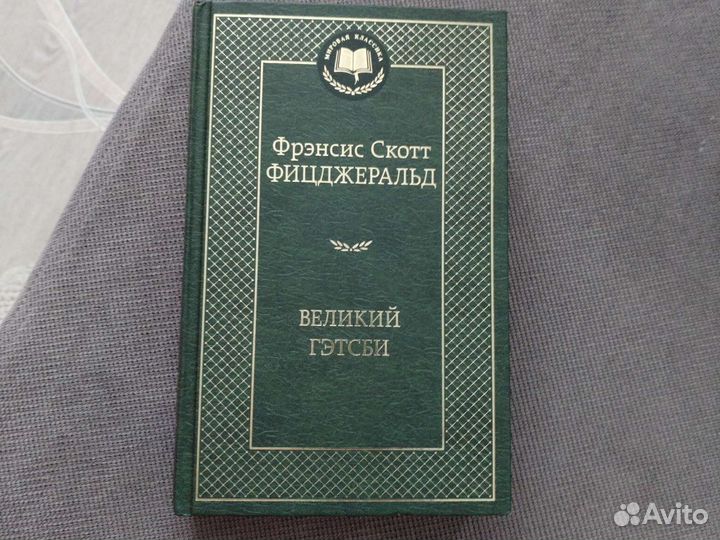 МИРОВАЯ КЛАССИКА
Фрэнсис Скотт
ФИЦДЖЕРАЛЬД
ВЕЛИКИЙ
ГЭТСБИ
Avito